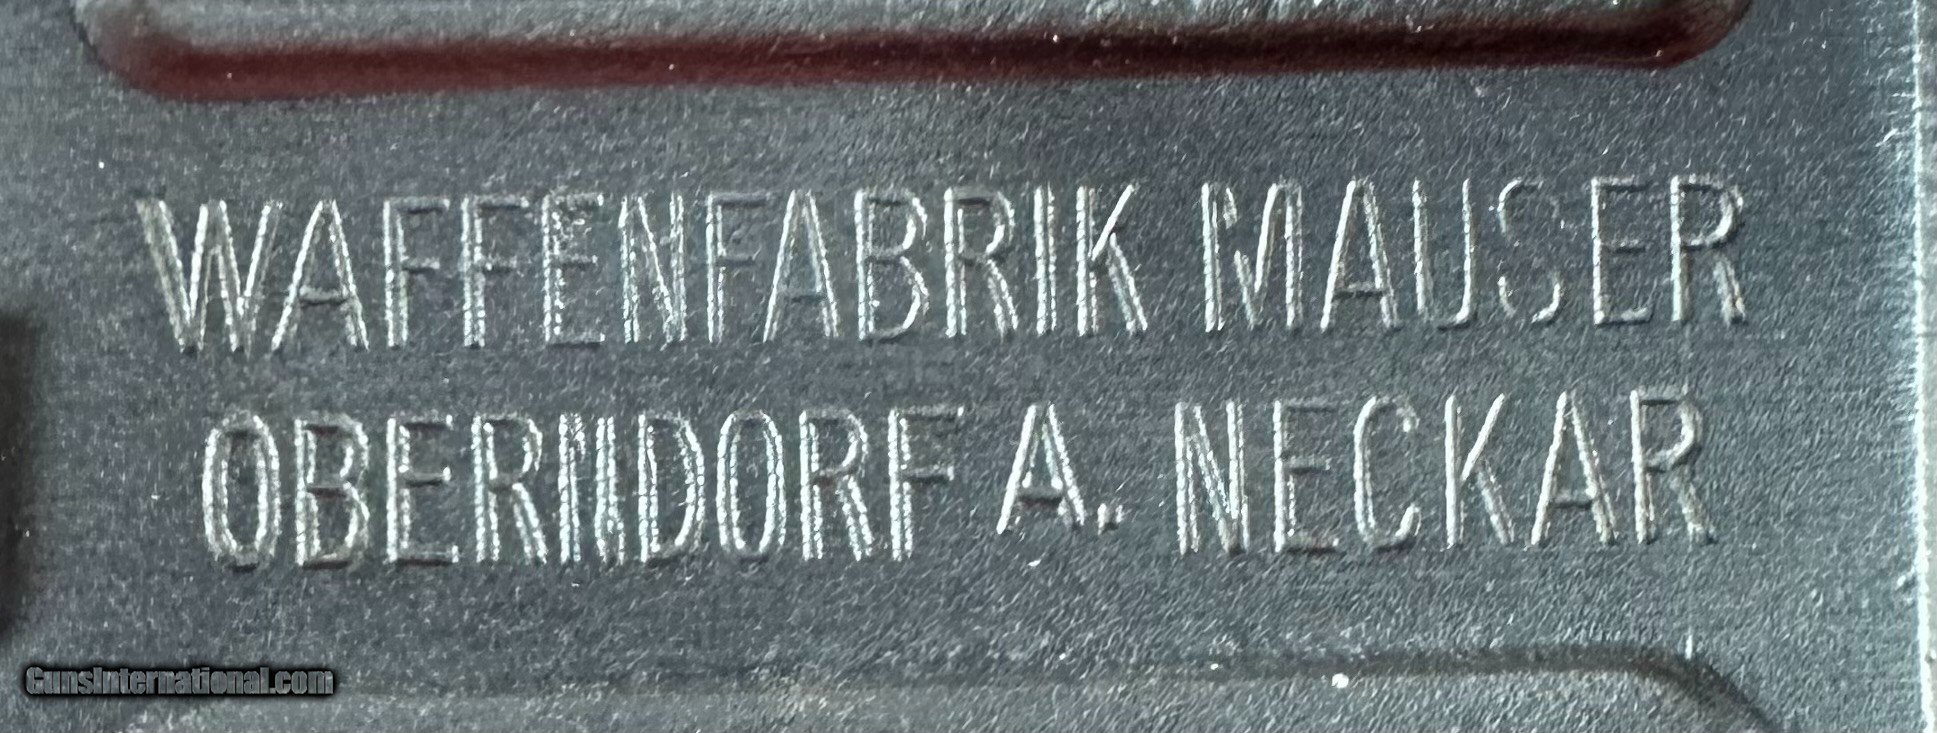 WAFFENFABRIK MAUSER
OBERNDORF A. NECKAR
GunsInternational.com